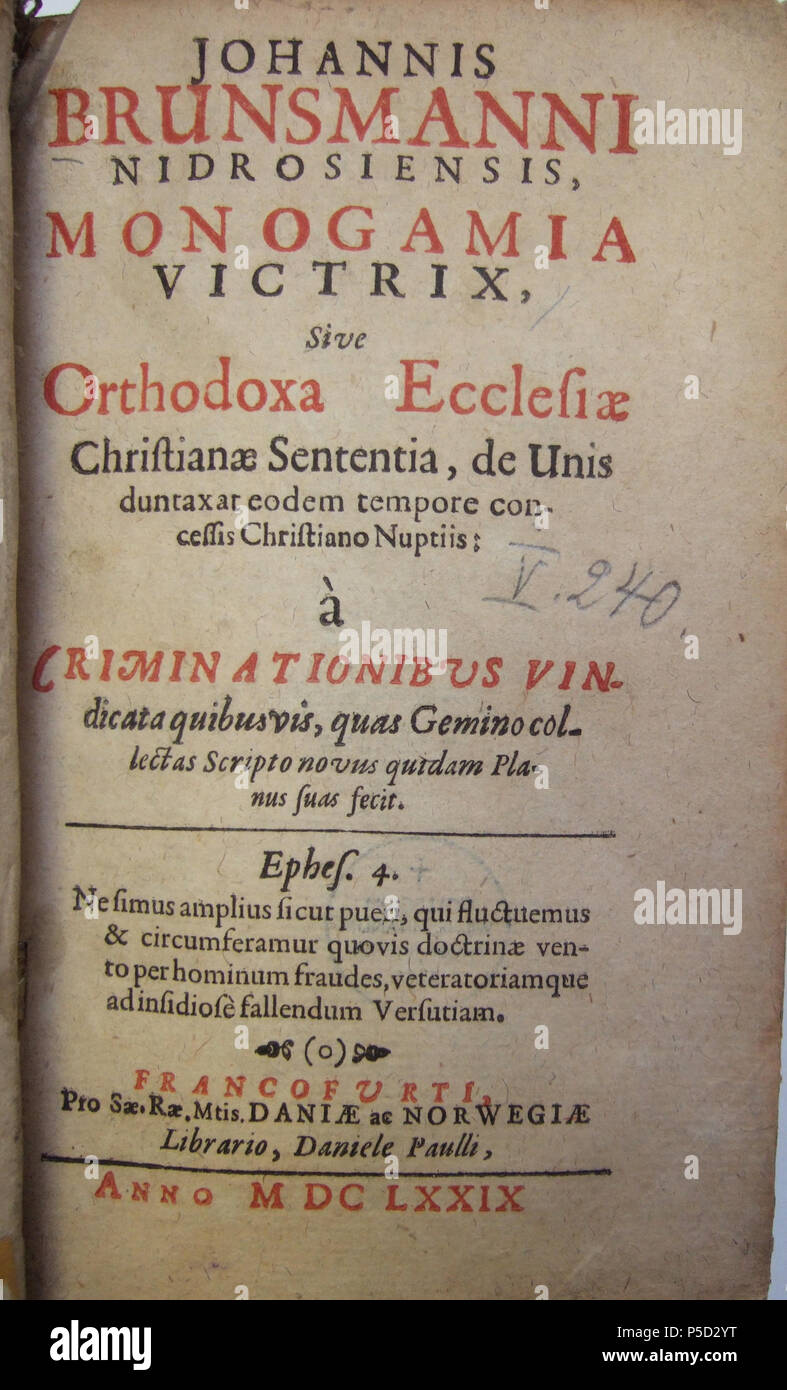 JOHANNIS
BRUNSMANNI
NIDROSIENSIS,
MONOGAMIA
VICTRIX,
Sive
Orthodoxa Ecclesiæ
Chriſtianæ Sententia, de Unis
duntaxat eodem tempore con-
ceſſis Chriſtiano Nuptiis;
V. 240.
à
CRIMINATIONIBUS VIN-
dicata quibusvis, quas Gemino col-
lectas Scripto novus quidam Pla-
nus ſuas fecit.
Epheſ. 4.
Ne ſimus amplius ſicut pueri, qui fluctuemus
& circumferamur quovis doctrinæ ven-
to per hominum fraudes, veteratoriamque
ad inſidioſè fallendum Verſutiam.
(o)
FRANCOFURTI,
Pro Sæ. Ræ. Mtis. DANIÆ ac NORWEGIÆ
Librario, Daniele Paulli,
ANNO M DC LXXIX
alamy
alamy
a
a
a
a
a
a
a
a
a
a
a
alamy
Image ID: P5D2YT
www.alamy.com